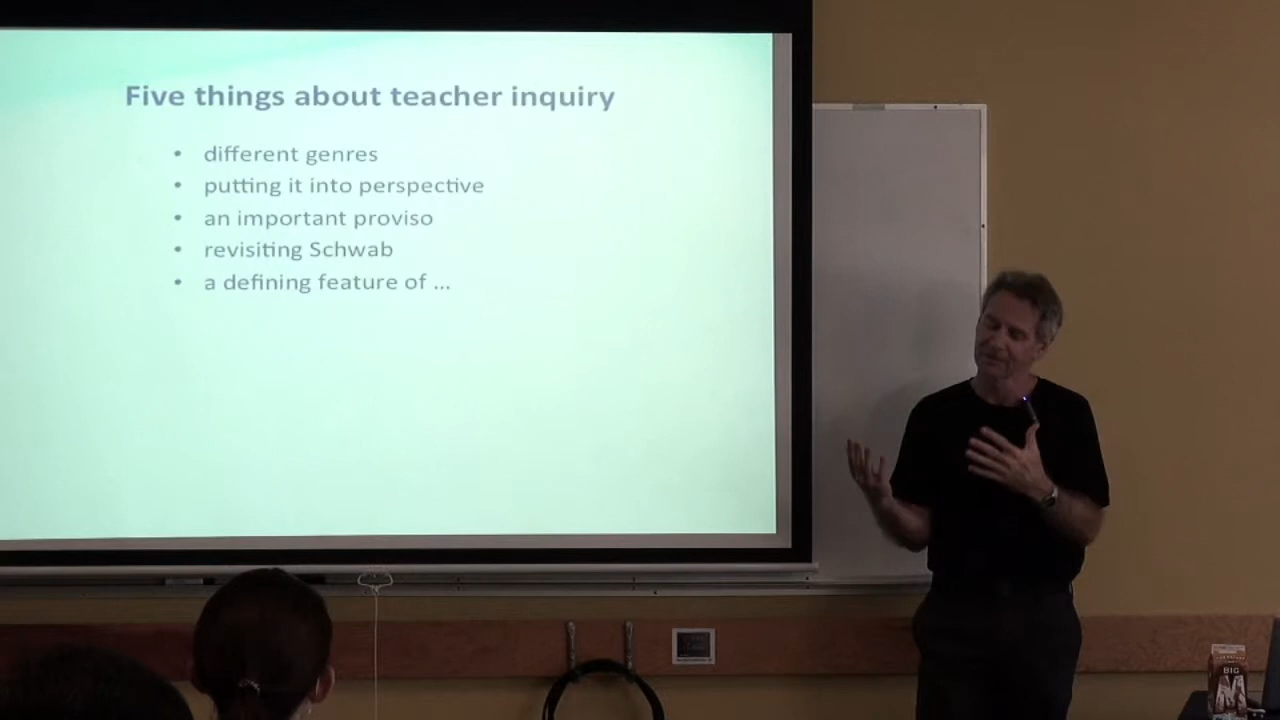 Five things about teacher inquiry
• different genres
• putting it into perspective
• an important proviso
• revisiting Schwab
• a defining feature of ...
BIG
M